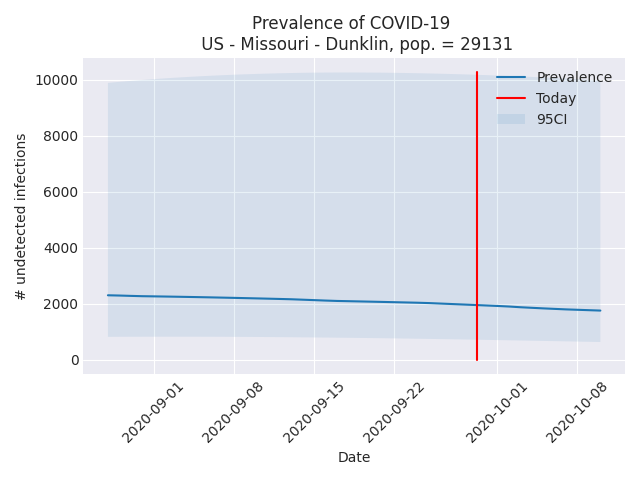 Prevalence of COVID-19
US - Missouri - Dunklin, pop. = 29131
10000
8000
6000
4000
2000
0
# undetected infections
Prevalence
Today
95CI
2020-09-01
2020-09-08
2020-09-15
2020-09-22
2020-10-01
2020-10-08
Date